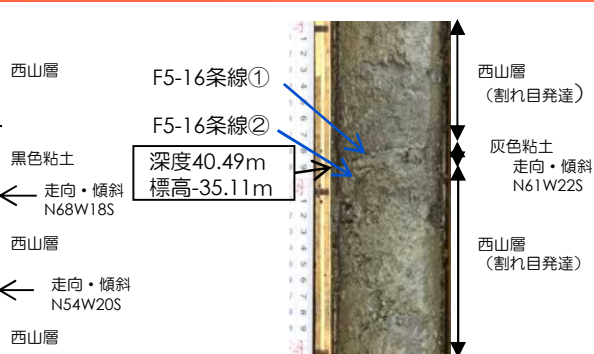 西山層
黒色粘土
走向・傾斜
N68W18S
西山層
走向・傾斜
N54W20S
西山層
F5-16条線①
F5-16条線②
深度40.49m
標高-35.11m
西山層
(割れ目発達)
灰色粘土
走向・傾斜
N61W22S
西山層
(割れ目発達)